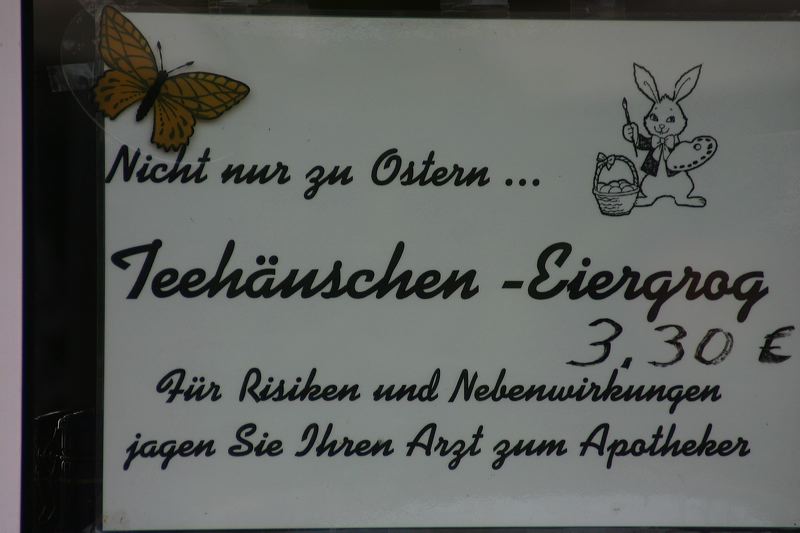 Nicht nur zu Ostern ...
Teehäuschen -Eiergrog
3,30 €
Für Risiken und Nebenwirkungen
jagen Sie Ihren Arzt zum Apotheker